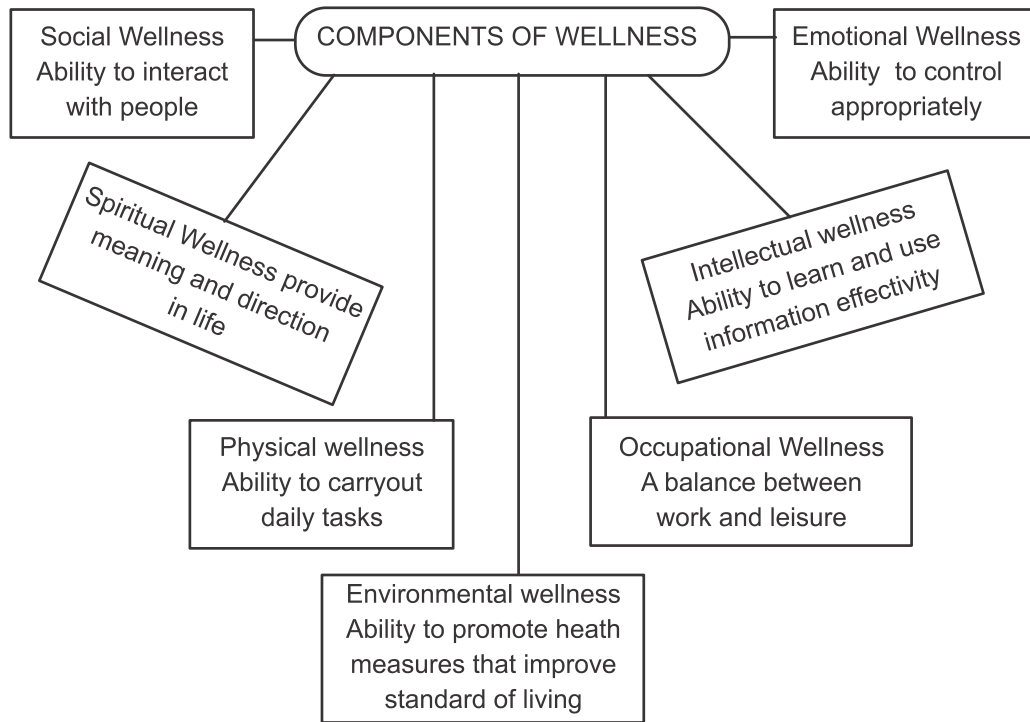 COMPONENTS OF WELLNESS
Social Wellness
Ability to interact
with people
Emotional Wellness
Ability to control
appropriately
Spiritual Wellness provide
meaning and direction
in life
Intellectual wellness
Ability to learn and use
information effectivity
Physical wellness
Ability to carryout
daily tasks
Occupational Wellness
A balance between
work and leisure
Environmental wellness
Ability to promote heath
measures that improve
standard of living